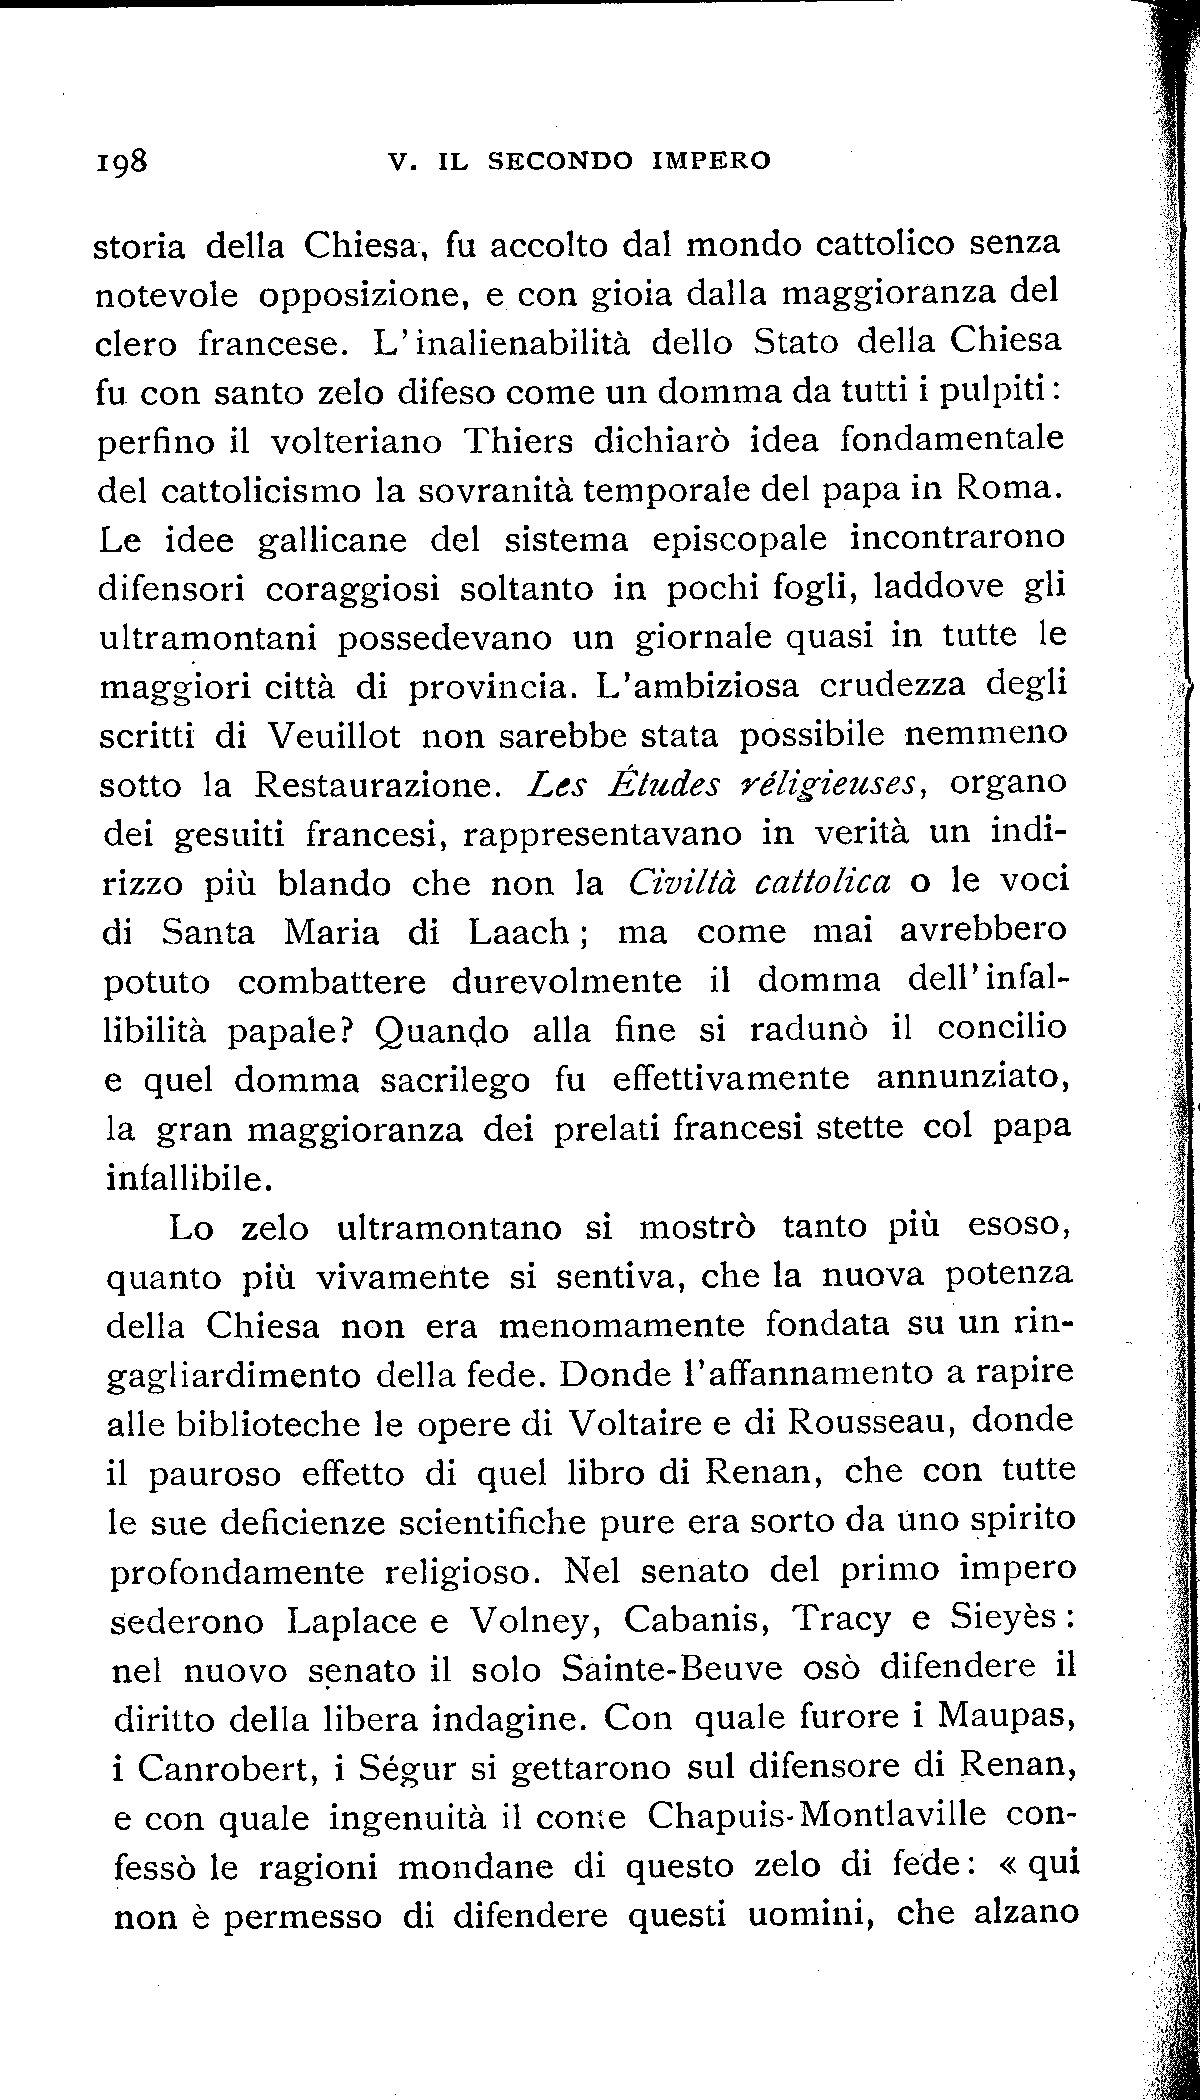 198 V. IL SECONDO IMPERO
storia della Chiesa, fu accolto dal mondo cattolico senza
notevole opposizione, e con gioia dalla maggioranza del
clero francese. L'inalienabilità dello Stato della Chiesa
fu con santo zelo difeso come un domma da tutti i pulpiti:
perfino il volteriano Thiers dichiarò idea fondamentale
del cattolicismo la sovranità temporale del papa in Roma.
Le idee gallicane del sistema episcopale incontrarono
difensori coraggiosi soltanto in pochi fogli, laddove gli
ultramontani possedevano un giornale quasi in tutte le
maggiori città di provincia. L'ambiziosa crudezza degli
scritti di Veuillot non sarebbe stata possibile nemmeno
sotto la Restaurazione. Les Études réligieuses, organo
dei gesuiti francesi, rappresentavano in verità un indi-
rizzo più blando che non la Civiltà cattolica o le voci
di Santa Maria di Laach; ma come mai avrebbero
potuto combattere durevolmente il domma dell'infal-
libilità papale? Quando alla fine si radunò il concilio
e quel domma sacrilego fu effettivamente annunziato,
la gran maggioranza dei prelati francesi stette col papa
infallibile.
Lo zelo ultramontano si mostrò tanto più esoso,
quanto più vivamente si sentiva, che la nuova potenza
della Chiesa non era menomamente fondata su un rin-
gagliardimento della fede. Donde l'affannamento a rapire
alle biblioteche le opere di Voltaire e di Rousseau, donde
il pauroso effetto di quel libro di Renan, che con tutte
le sue deficienze scientifiche pure era sorto da uno spirito
profondamente religioso. Nel senato del primo impero
sederono Laplace e Volney, Cabanis, Tracy e Sieyès:
nel nuovo senato il solo Sainte-Beuve osò difendere il
diritto della libera indagine. Con quale furore i Maupas,
i Canrobert, i Ségur si gettarono sul difensore di Renan,
e con quale ingenuità il conte Chapuis-Montlaville con-
fessò le ragioni mondane di questo zelo di fede: « qui
non è permesso di difendere questi uomini, che alzano